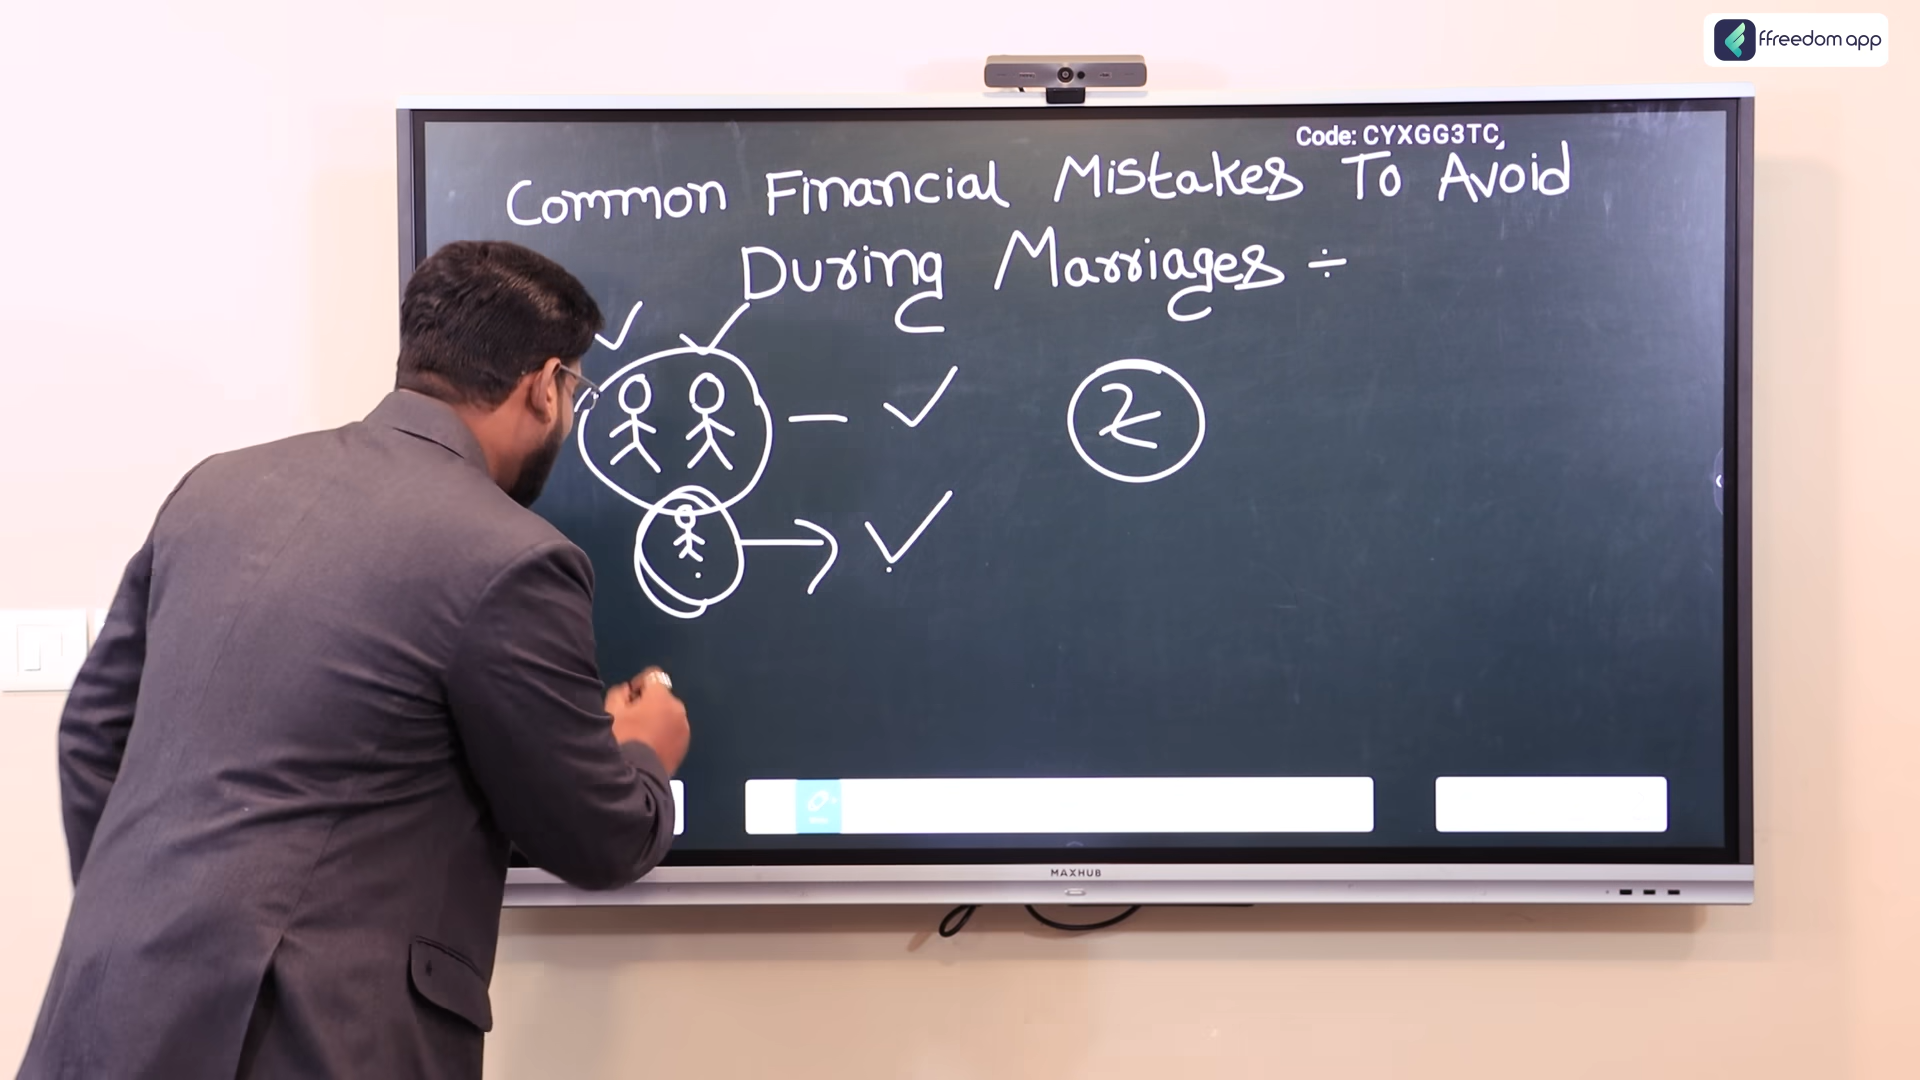 ffreedom app
Code: CYXGG3TC
Common Financial Mistakes To Avoid
During Marriages ÷
MAXHUB